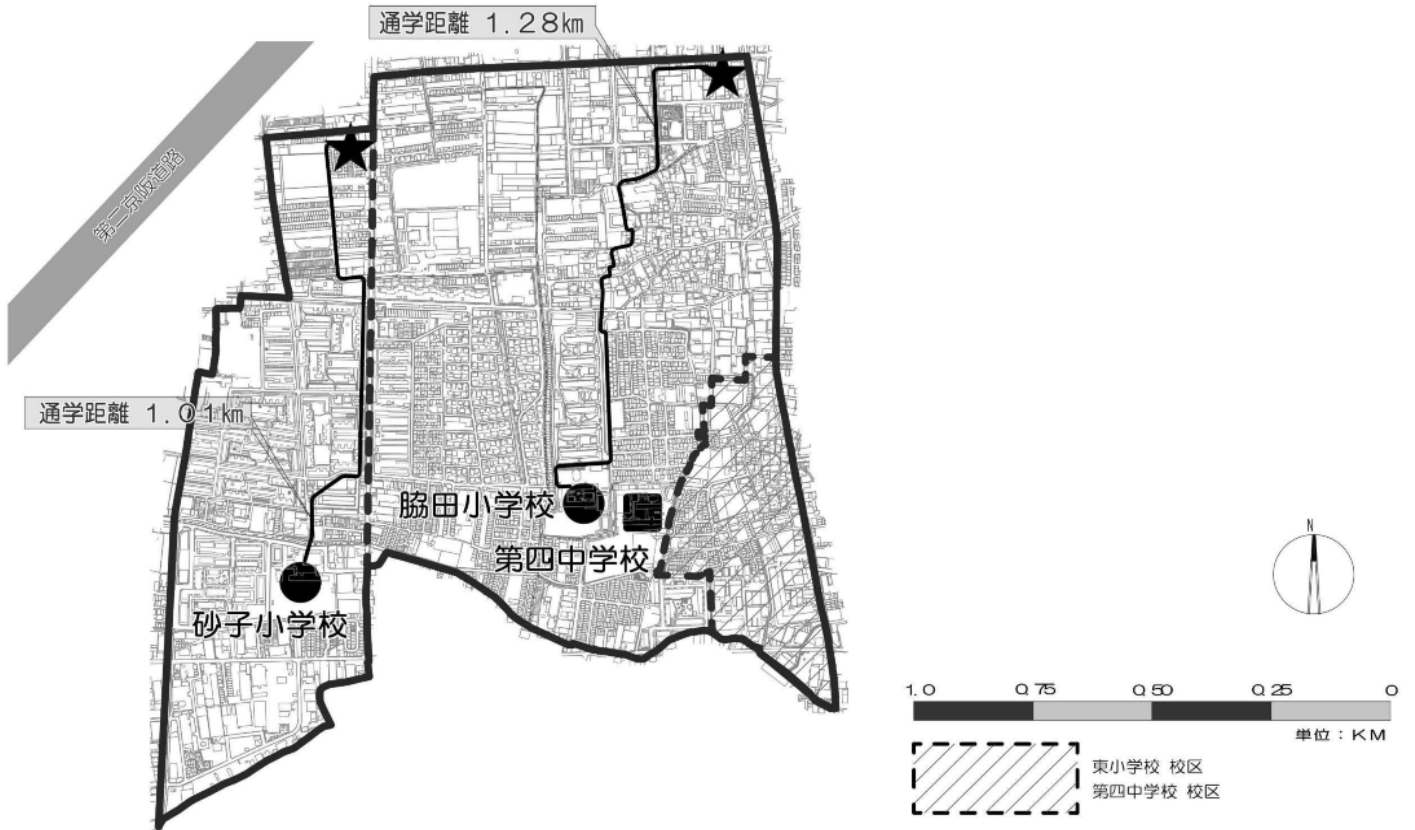 通学距離 1.28km
第二京阪道路
通学距離 1.01km
脇田小学校
第四中学校
砂子小学校
N
1.0 0.75 0.50 0.25 0
単位：KM
東小学校 校区
第四中学校 校区